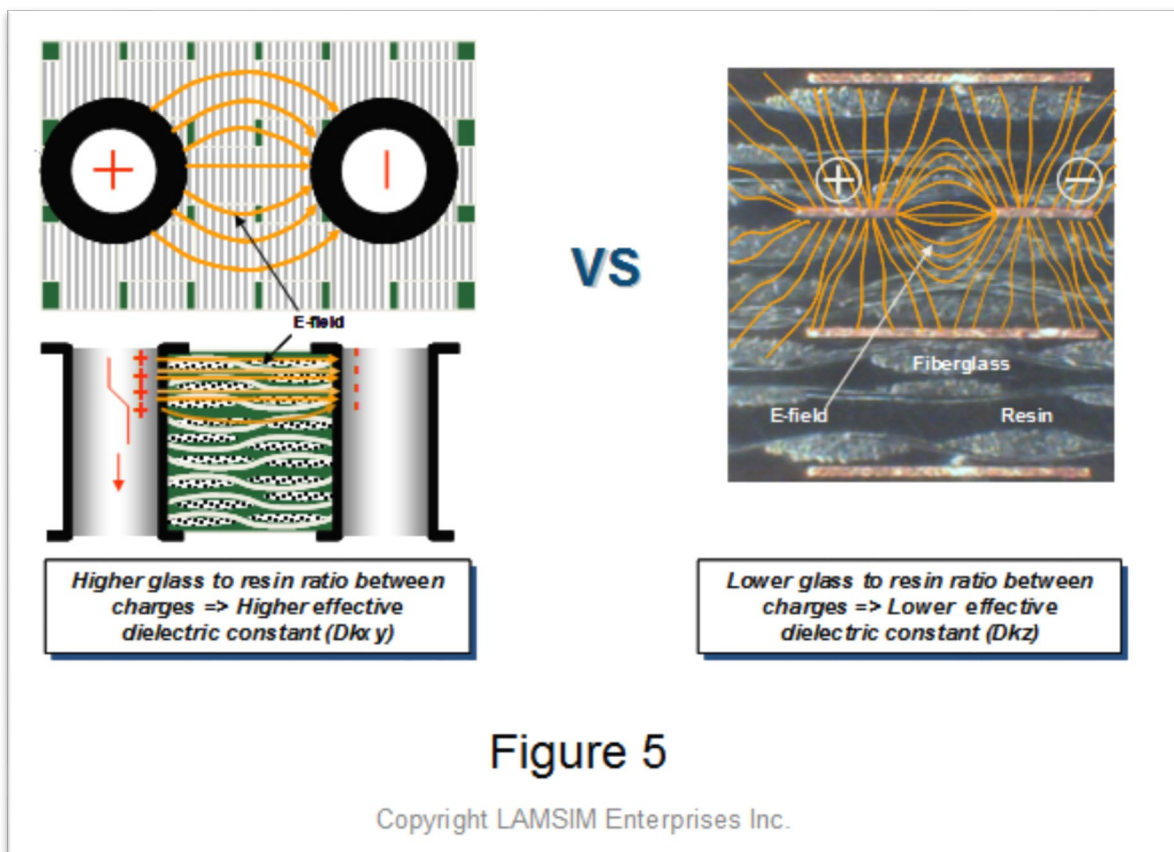 +
−
E-field
+
+
+
+
Higher glass to resin ratio between
charges => Higher effective
dielectric constant (Dkxy)
VS
+
−
Fiberglass
E-field
Resin
Lower glass to resin ratio between
charges => Lower effective
dielectric constant (Dkz)
Figure 5
Copyright LAMSIM Enterprises Inc.